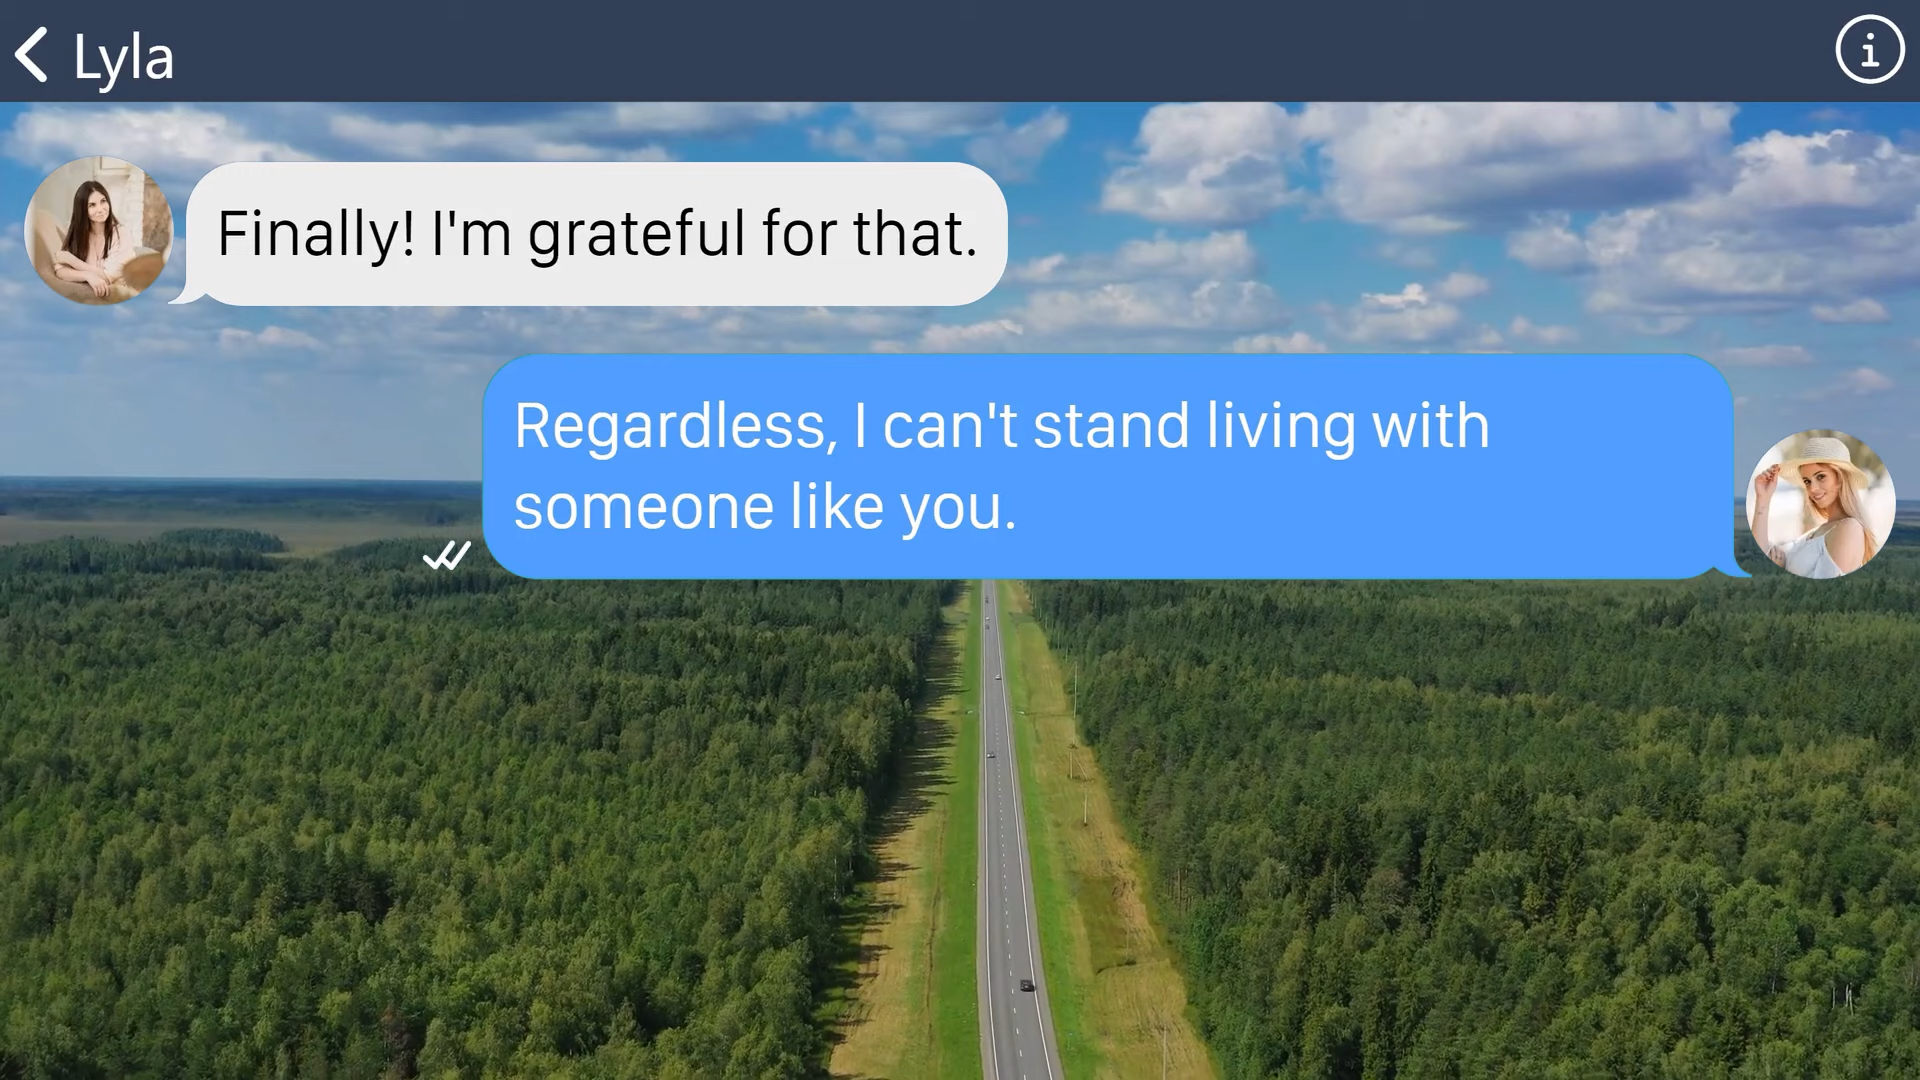 Lyla
Finally! I'm grateful for that.
Regardless, I can't stand living with
someone like you.